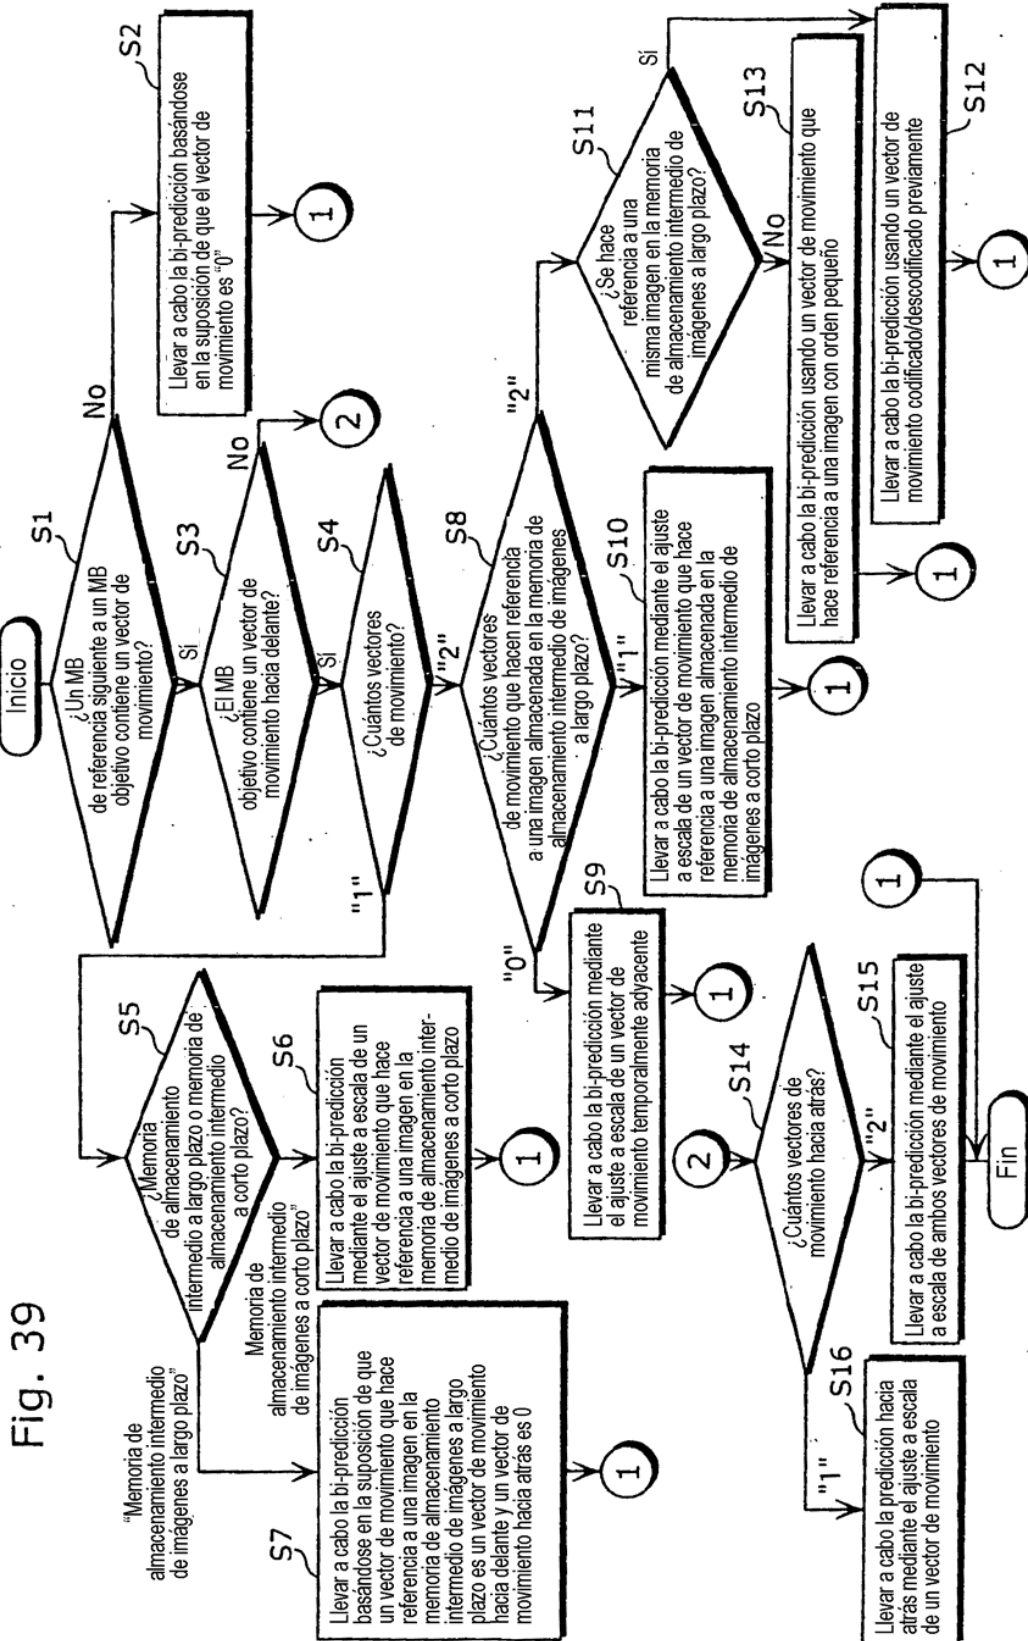 Fig. 39
Inicio
S1
¿Un MB
de referencia siguiente a un MB
objetivo contiene un vector de
movimiento?
No
Sí
S2
Llevar a cabo la bi-predicción basándose
en la suposición de que el vector de
movimiento es "0"
1
S3
¿El MB
objetivo contiene un vector de
movimiento hacia delante?
No
2
Sí
S4
¿Cuántos vectores
de movimiento?
"1"
"2"
S5
¿Memoria
de almacenamiento
intermedio a largo plazo o memoria de
almacenamiento intermedio
a corto plazo?
"Memoria de
almacenamiento intermedio
de imágenes a largo plazo"
Memoria de
almacenamiento intermedio
de imágenes a corto plazo"
S6
Llevar a cabo la bi-predicción
mediante el ajuste a escala de un
vector de movimiento que hace
referencia a una imagen en la
memoria de almacenamiento inter-
medio de imágenes a corto plazo
1
S7
Llevar a cabo la bi-predicción
basándose en la suposición de que
un vector de movimiento que hace
referencia a una imagen en la
memoria de almacenamiento
intermedio de imágenes a largo
plazo es un vector de movimiento
hacia delante y un vector de
movimiento hacia atrás es 0
1
S8
¿Cuántos vectores
de movimiento que hacen referencia
a una imagen almacenada en la memoria de
almacenamiento intermedio de imágenes
a largo plazo?
"0"
"1"
"2"
S9
Llevar a cabo la bi-predicción mediante
el ajuste a escala de un vector de
movimiento temporalmente adyacente
1
S10
Llevar a cabo la bi-predicción mediante el ajuste
a escala de un vector de movimiento que hace
referencia a una imagen almacenada en la
memoria de almacenamiento intermedio de
imágenes a corto plazo
1
S11
¿Se hace
referencia a una
misma imagen en la memoria
de almacenamiento intermedio de
imágenes a largo plazo?
Sí
No
S13
Llevar a cabo la bi-predicción usando un vector de movimiento que
hace referencia a una imagen con orden pequeño
1
S12
Llevar a cabo la bi-predicción usando un vector de
movimiento codificado/descodificado previamente
1
2
S14
¿Cuántos vectores de
movimiento hacia atrás?
"1"
"2"
S15
Llevar a cabo la bi-predicción mediante el ajuste
a escala de ambos vectores de movimiento
S16
Llevar a cabo la predicción hacia
atrás mediante el ajuste a escala
de un vector de movimiento
1
Fin